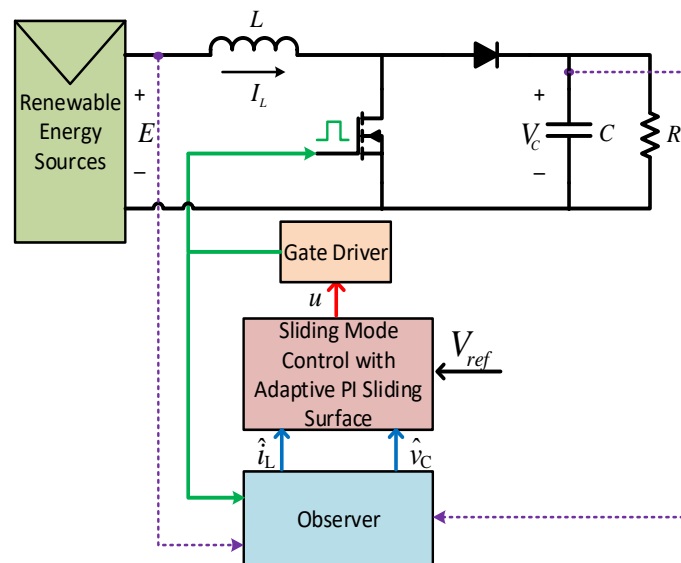 L
I_L
Renewable
Energy
Sources
+
E
−
+
V_C
−
C
R
Gate Driver
u
Sliding Mode
Control with
Adaptive PI Sliding
Surface
V_ref
î_L
v̂_C
Observer